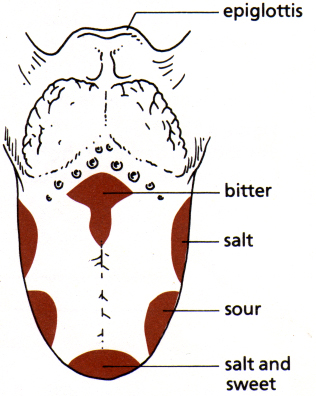 epiglottis
bitter
salt
sour
salt and
sweet